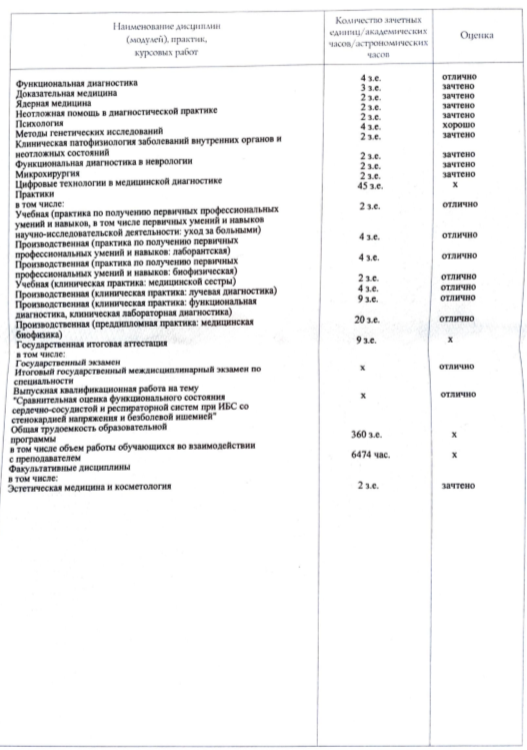 Наименование дисциплин
(модулей), практик,
курсовых работ
Количество зачетных
единиц/академических
часов/астрономических
часов
Оценка
Функциональная диагностика 4 з.е. отлично
Доказательная медицина 3 з.е. зачтено
Ядерная медицина 2 з.е. зачтено
Неотложная помощь в диагностической практике 2 з.е. зачтено
Психология 2 з.е. зачтено
Методы генетических исследований 4 з.е. хорошо
Клиническая патофизиология заболеваний внутренних органов и 2 з.е. зачтено
неотложных состояний
Функциональная диагностика в неврологии 2 з.е. зачтено
Микрохирургия 2 з.е. зачтено
Цифровые технологии в медицинской диагностике 2 з.е. зачтено
Практики 45 з.е. х
в том числе:
Учебная (практика по получению первичных профессиональных 2 з.е. отлично
умений и навыков, в том числе первичных умений и навыков
научно-исследовательской деятельности: уход за больными)
Производственная (практика по получению первичных 4 з.е. отлично
профессиональных умений и навыков: лаборантская)
Производственная (практика по получению первичных 4 з.е. отлично
профессиональных умений и навыков: биофизическая)
Учебная (клиническая практика: медицинской сестры) 2 з.е. отлично
Производственная (клиническая практика: лучевая диагностика) 4 з.е. отлично
Производственная (клиническая практика: функциональная 9 з.е. отлично
диагностика, клиническая лабораторная диагностика)
Производственная (преддипломная практика: медицинская 20 з.е. отлично
биофизика)
Государственная итоговая аттестация 9 з.е. х
в том числе:
Государственный экзамен
Итоговый государственный междисциплинарный экзамен по х отлично
специальности
Выпускная квалификационная работа на тему
"Сравнительная оценка функционального состояния х отлично
сердечно-сосудистой и респираторной систем при ИБС со
стенокардией напряжения и безболевой ишемией"
Общая трудоемкость образовательной
программы 360 з.е. х
в том числе объем работы обучающихся во взаимодействии
с преподавателем 6474 час. х
Факультативные дисциплины
в том числе:
Эстетическая медицина и косметология 2 з.е. зачтено